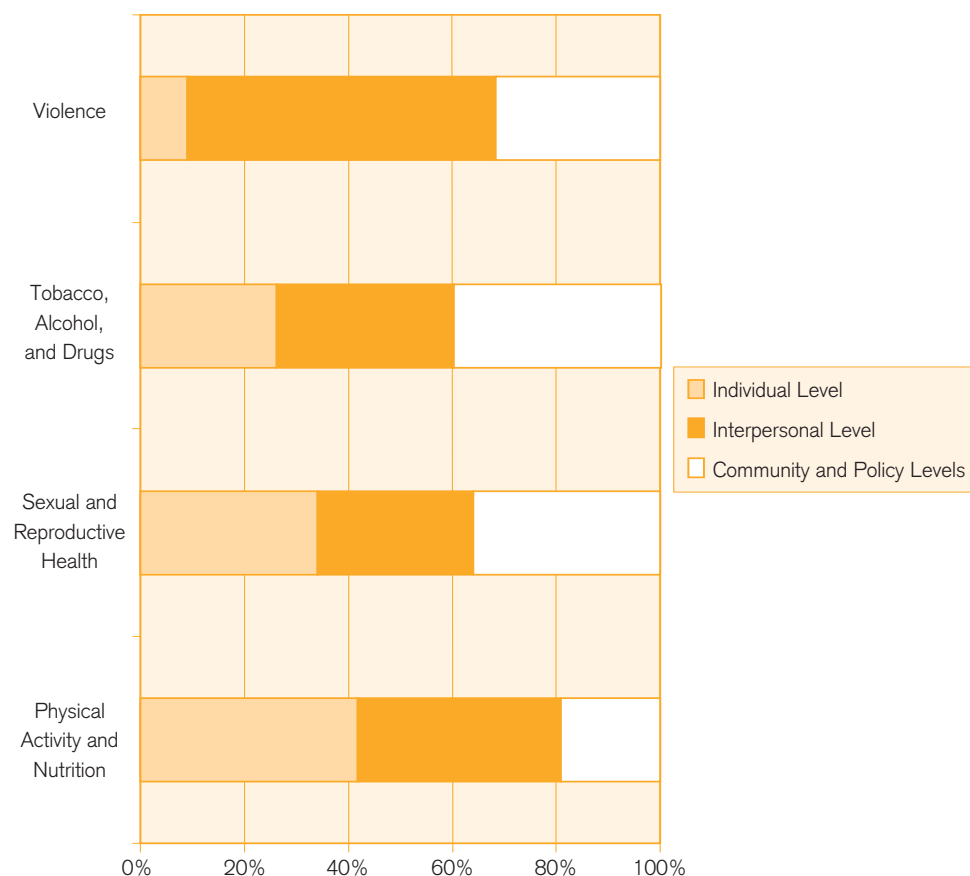 Violence
Tobacco,
Alcohol,
and Drugs
Sexual and
Reproductive
Health
Physical
Activity and
Nutrition
0%
20%
40%
60%
80%
100%
Individual Level
Interpersonal Level
Community and Policy Levels